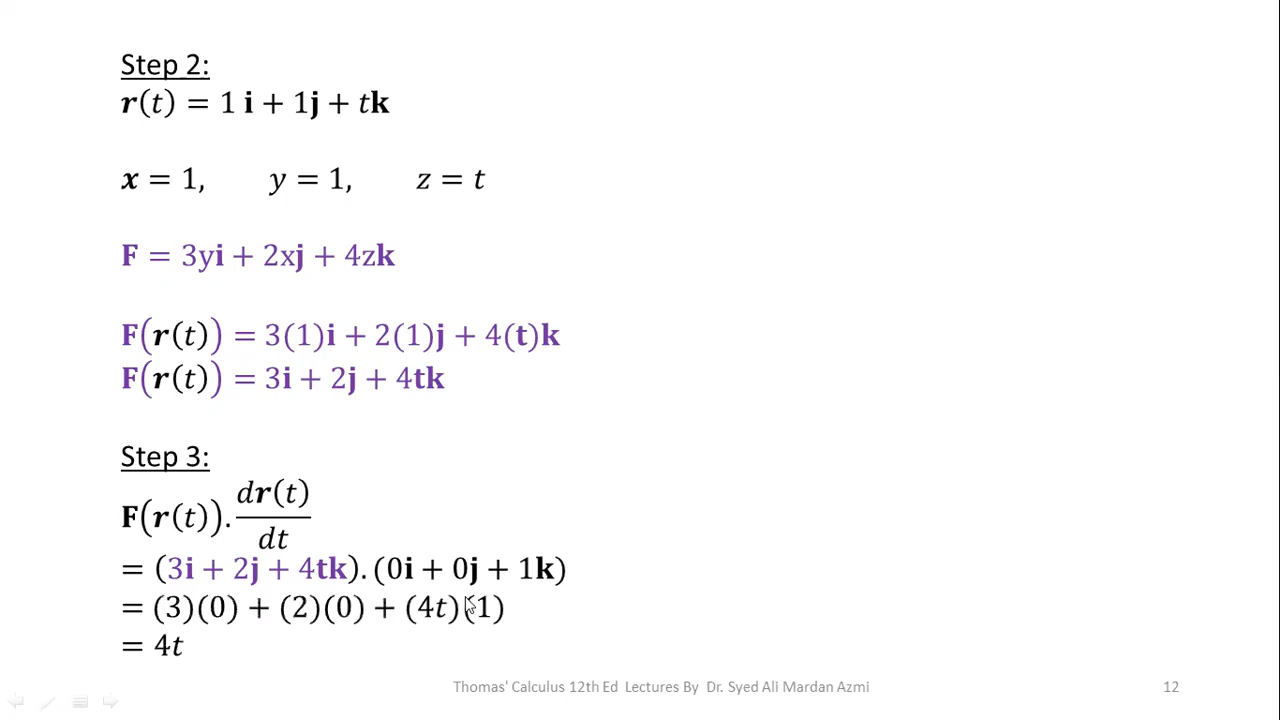 Step 2:
r(t) = 1 i + 1j + tk
x = 1, y = 1, z = t
F = 3yi + 2xj + 4zk
F(r(t)) = 3(1)i + 2(1)j + 4(t)k
F(r(t)) = 3i + 2j + 4tk
Step 3:
F(r(t)). dr(t)/dt
= (3i + 2j + 4tk). (0i + 0j + 1k)
= (3)(0) + (2)(0) + (4t)(1)
= 4t
Thomas' Calculus 12th Ed Lectures By Dr. Syed Ali Mardan Azmi 12